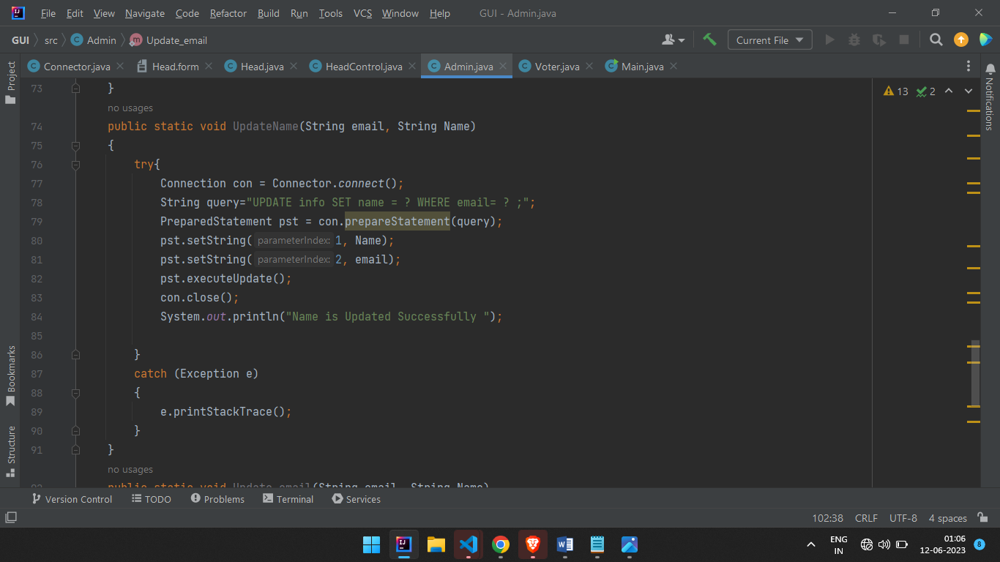 File Edit View Navigate Code Refactor Build Run Tools VCS Window Help GUI - Admin.java
GUI src C Admin m Update_email Current File
Project C Connector.java Head.form C Head.java C HeadControl.java C Admin.java C Voter.java C Main.java
73 }
13 2
Notifications
no usages
74 public static void UpdateName(String email, String Name)
75 {
76 try{
77 Connection con = Connector.connect();
78 String query="UPDATE info SET name = ? WHERE email= ? ;";
79 PreparedStatement pst = con.prepareStatement(query);
80 pst.setString( parameterIndex: 1, Name);
81 pst.setString( parameterIndex: 2, email);
82 pst.executeUpdate();
83 con.close();
84 System.out.println("Name is Updated Successfully ");
85
86 }
87 catch (Exception e)
88 {
89 e.printStackTrace();
90 }
91 }
no usages
92 public static void Update_email(String email, String Name)
Bookmarks
Structure
Version Control TODO Problems Terminal Services
102:38 CRLF UTF-8 4 spaces
ENG
IN
01:06
12-06-2023
8